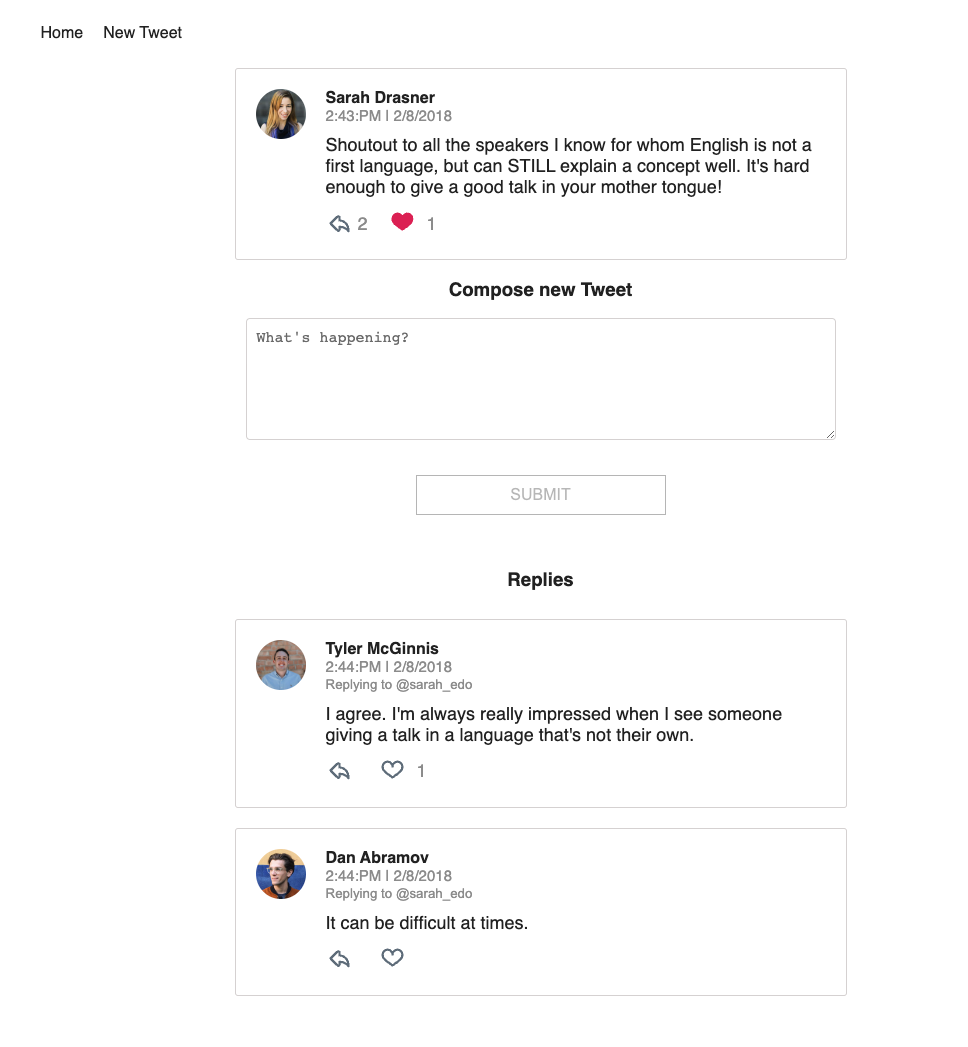 Home New Tweet
Sarah Drasner
2:43:PM | 2/8/2018
Shoutout to all the speakers I know for whom English is not a
first language, but can STILL explain a concept well. It's hard
enough to give a good talk in your mother tongue!
2 1
Compose new Tweet
What's happening?
SUBMIT
Replies
Tyler McGinnis
2:44:PM | 2/8/2018
Replying to @sarah_edo
I agree. I'm always really impressed when I see someone
giving a talk in a language that's not their own.
1
Dan Abramov
2:44:PM | 2/8/2018
Replying to @sarah_edo
It can be difficult at times.